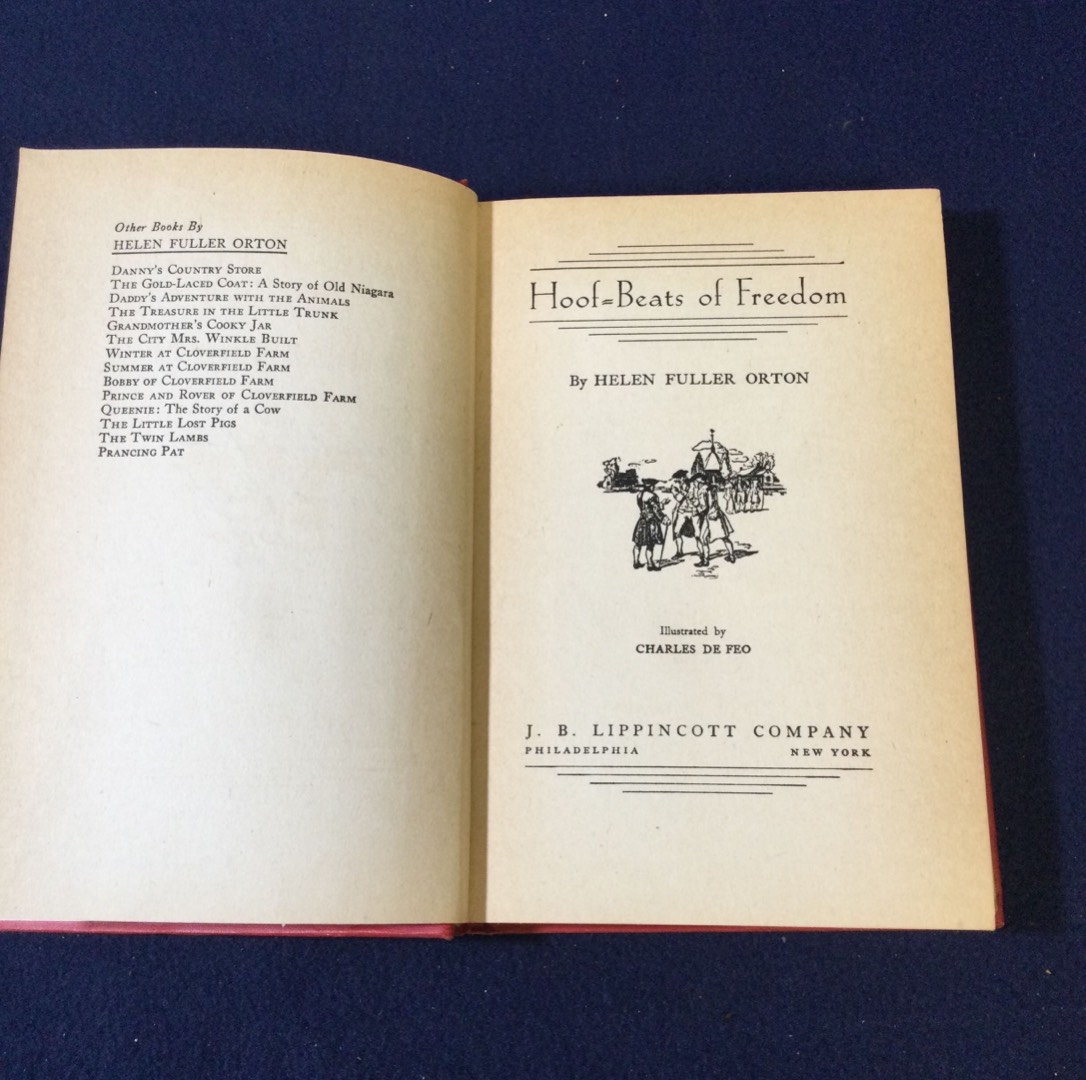 Other Books By
HELEN FULLER ORTON
DANNY'S COUNTRY STORE
THE GOLD-LACED COAT: A Story of Old Niagara
DADDY'S ADVENTURE WITH THE ANIMALS
THE TREASURE IN THE LITTLE TRUNK
GRANDMOTHER'S COOKY JAR
THE CITY MRS. WINKLE BUILT
WINTER AT CLOVERFIELD FARM
SUMMER AT CLOVERFIELD FARM
BOBBY OF CLOVERFIELD FARM
PRINCE AND ROVER OF CLOVERFIELD FARM
QUEENIE: The Story of a Cow
THE LITTLE LOST PIGS
THE TWIN LAMBS
PRANCING PAT
Hoof=Beats of Freedom
By HELEN FULLER ORTON
Illustrated by
CHARLES DE FEO
J. B. LIPPINCOTT COMPANY
PHILADELPHIA NEW YORK